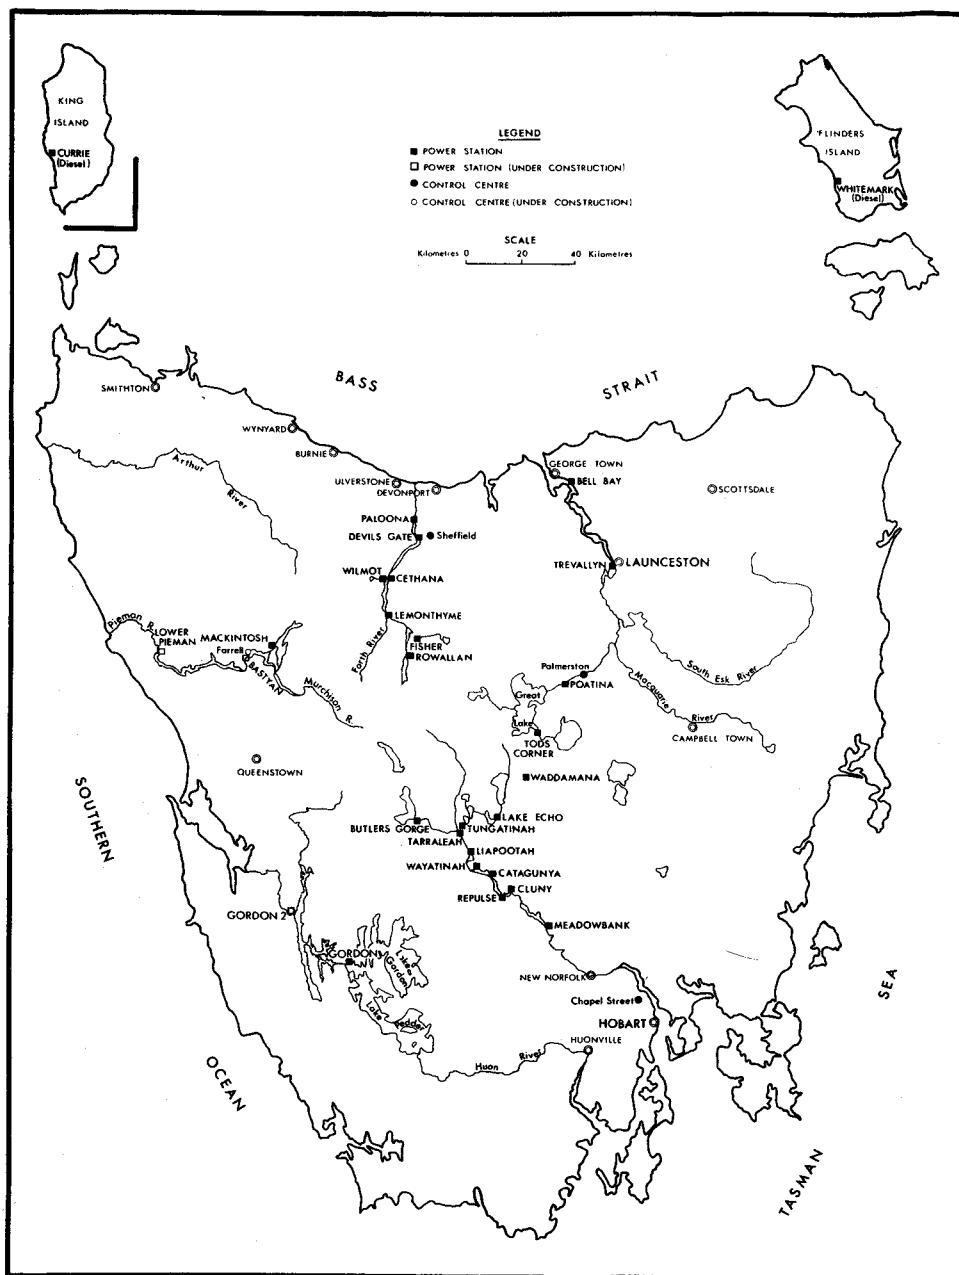 KING
ISLAND
CURRIE
(Diesel)
FLINDERS
ISLAND
WHITEMARK
(Diesel)
LEGEND
POWER STATION
POWER STATION (UNDER CONSTRUCTION)
CONTROL CENTRE
CONTROL CENTRE (UNDER CONSTRUCTION)
SCALE
Kilometres 0 20 40 Kilometres
BASS
STRAIT
SMITHTON
WYNYARD
BURNIE
Arthur
River
ULVERSTONE
DEVONPORT
GEORGE TOWN
BELL BAY
SCOTTSDALE
PALOONA
DEVILS GATE
Sheffield
TREVALLYN
LAUNCESTON
WILMOT
CETHANA
LEMONTHYME
Pieman R.
LOWER
PIEMAN
MACKINTOSH
Farrell
BASTYAN
Murchison
R.
Forth River
FISHER
ROWALLAN
Palmerston
POATINA
South Esk River
Macquarie
River
CAMPBELL TOWN
Great
Lake
TODS
CORNER
WADDAMANA
QUEENSTOWN
SOUTHERN
BUTLERS GORGE
LAKE ECHO
TUNGATINAH
TARRALEAH
LIAPOOTAH
WAYATINAH
CATAGUNYA
CLUNY
REPULSE
GORDON 2
MEADOWBANK
GORDON
Lake
Gordon
NEW NORFOLK
Lake
Pedder
Chapel Street
HOBART
HUONVILLE
Huon
River
SEA
OCEAN
TASMAN